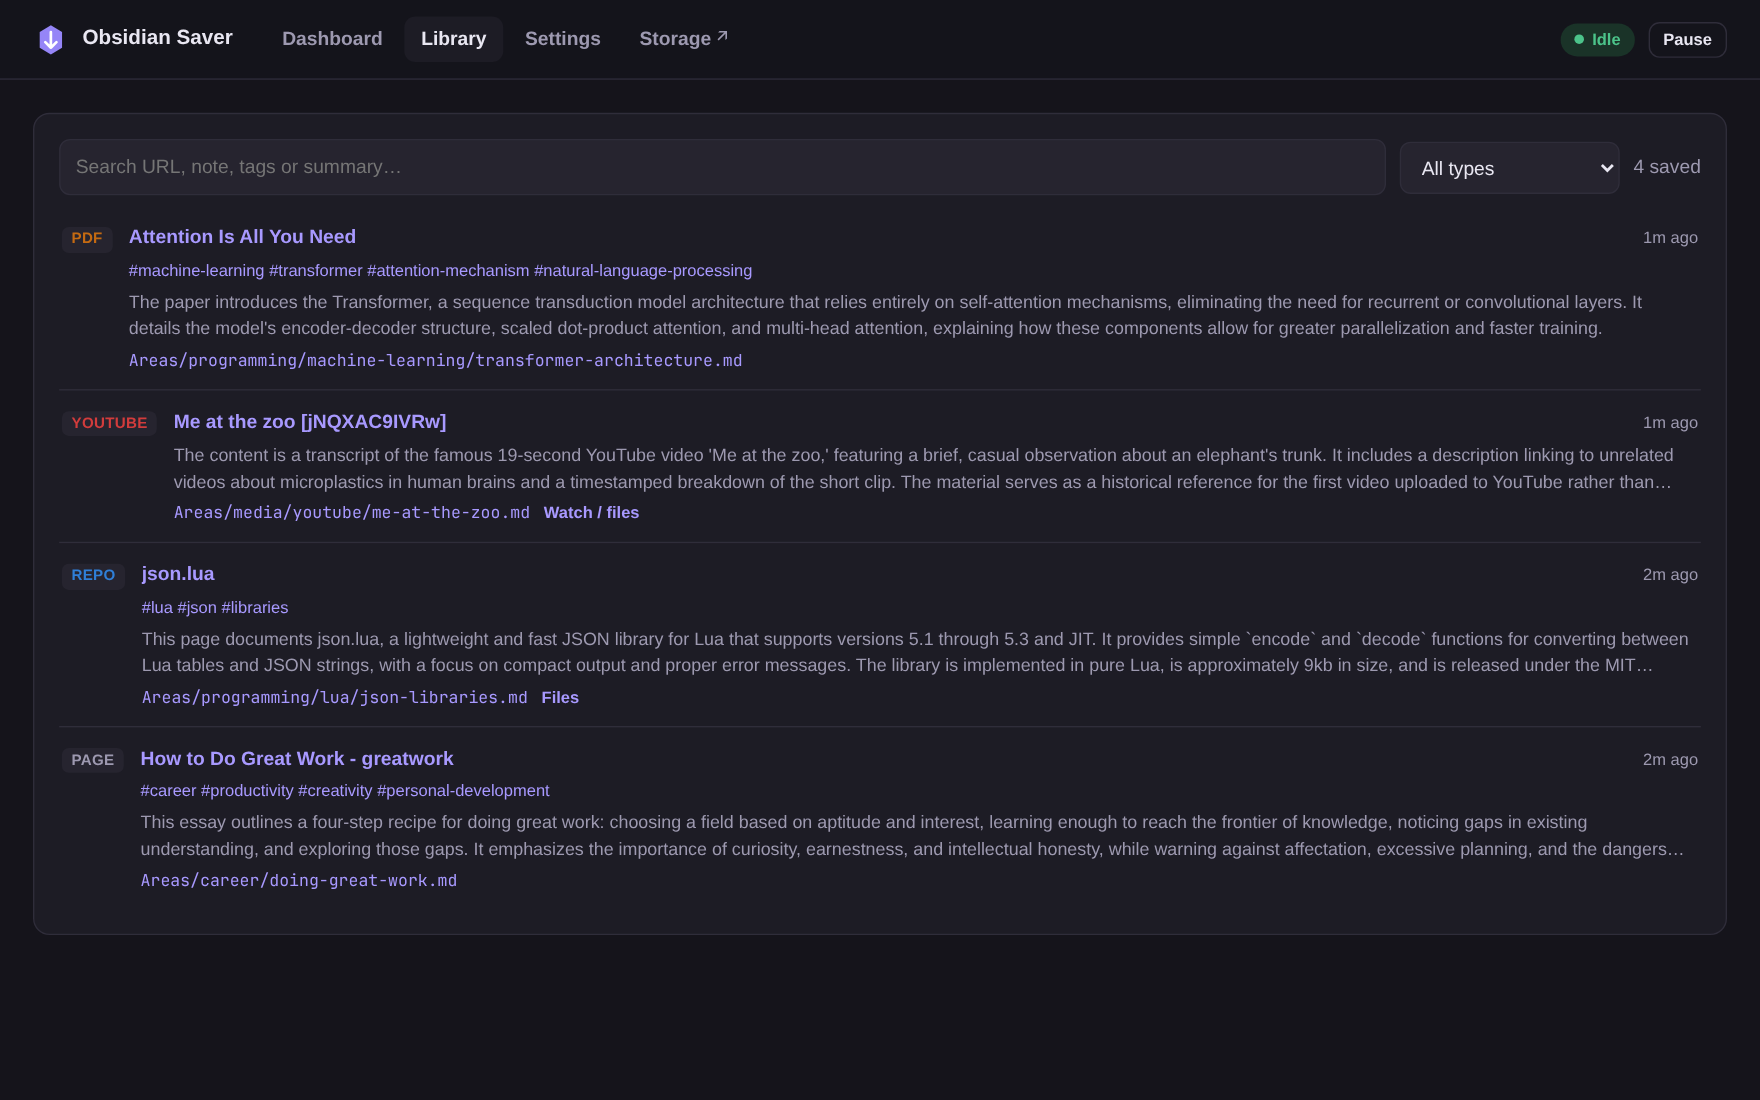 Obsidian Saver Dashboard Library Settings Storage ↗ Idle Pause
Search URL, note, tags or summary… All types 4 saved
PDF Attention Is All You Need 1m ago
#machine-learning #transformer #attention-mechanism #natural-language-processing
The paper introduces the Transformer, a sequence transduction model architecture that relies entirely on self-attention mechanisms, eliminating the need for recurrent or convolutional layers. It
details the model's encoder-decoder structure, scaled dot-product attention, and multi-head attention, explaining how these components allow for greater parallelization and faster training.
Areas/programming/machine-learning/transformer-architecture.md
YOUTUBE Me at the zoo [jNQXAC9IVRw] 1m ago
The content is a transcript of the famous 19-second YouTube video 'Me at the zoo,' featuring a brief, casual observation about an elephant's trunk. It includes a description linking to unrelated
videos about microplastics in human brains and a timestamped breakdown of the short clip. The material serves as a historical reference for the first video uploaded to YouTube rather than…
Areas/media/youtube/me-at-the-zoo.md Watch / files
REPO json.lua 2m ago
#lua #json #libraries
This page documents json.lua, a lightweight and fast JSON library for Lua that supports versions 5.1 through 5.3 and JIT. It provides simple `encode` and `decode` functions for converting between
Lua tables and JSON strings, with a focus on compact output and proper error messages. The library is implemented in pure Lua, is approximately 9kb in size, and is released under the MIT…
Areas/programming/lua/json-libraries.md Files
PAGE How to Do Great Work - greatwork 2m ago
#career #productivity #creativity #personal-development
This essay outlines a four-step recipe for doing great work: choosing a field based on aptitude and interest, learning enough to reach the frontier of knowledge, noticing gaps in existing
understanding, and exploring those gaps. It emphasizes the importance of curiosity, earnestness, and intellectual honesty, while warning against affectation, excessive planning, and the dangers…
Areas/career/doing-great-work.md